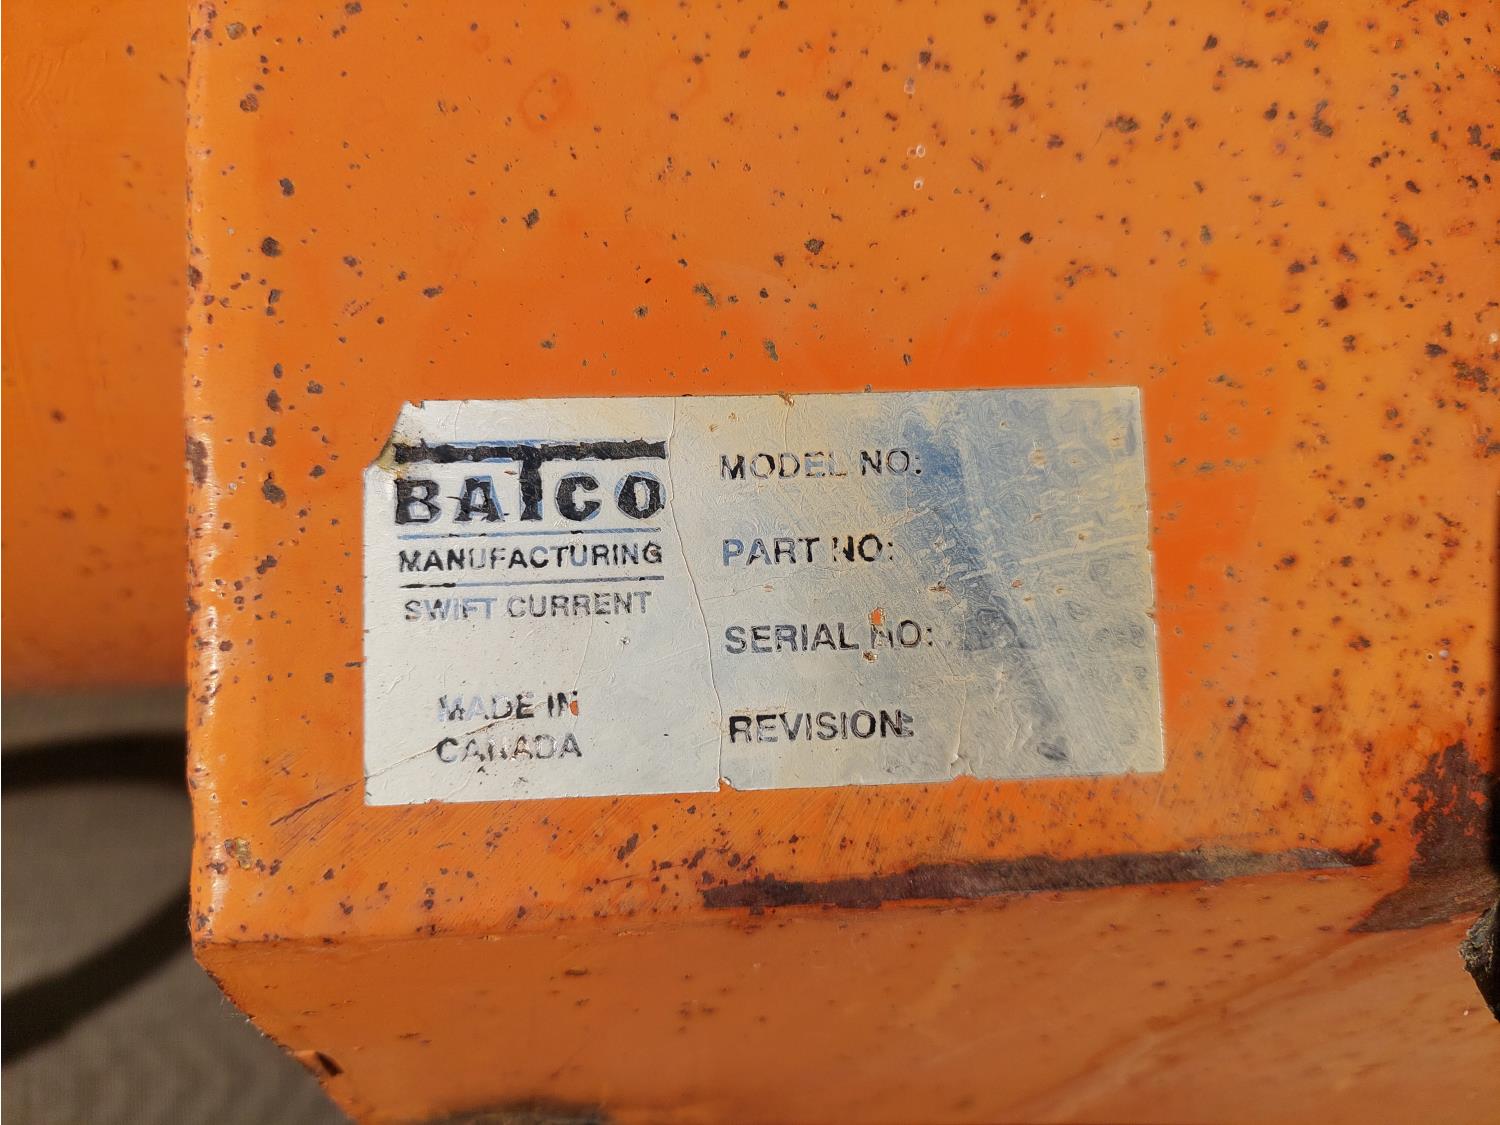 BATCO
MANUFACTURING
SWIFT CURRENT
MADE IN
CANADA
MODEL NO:
PART NO:
SERIAL NO:
REVISION: